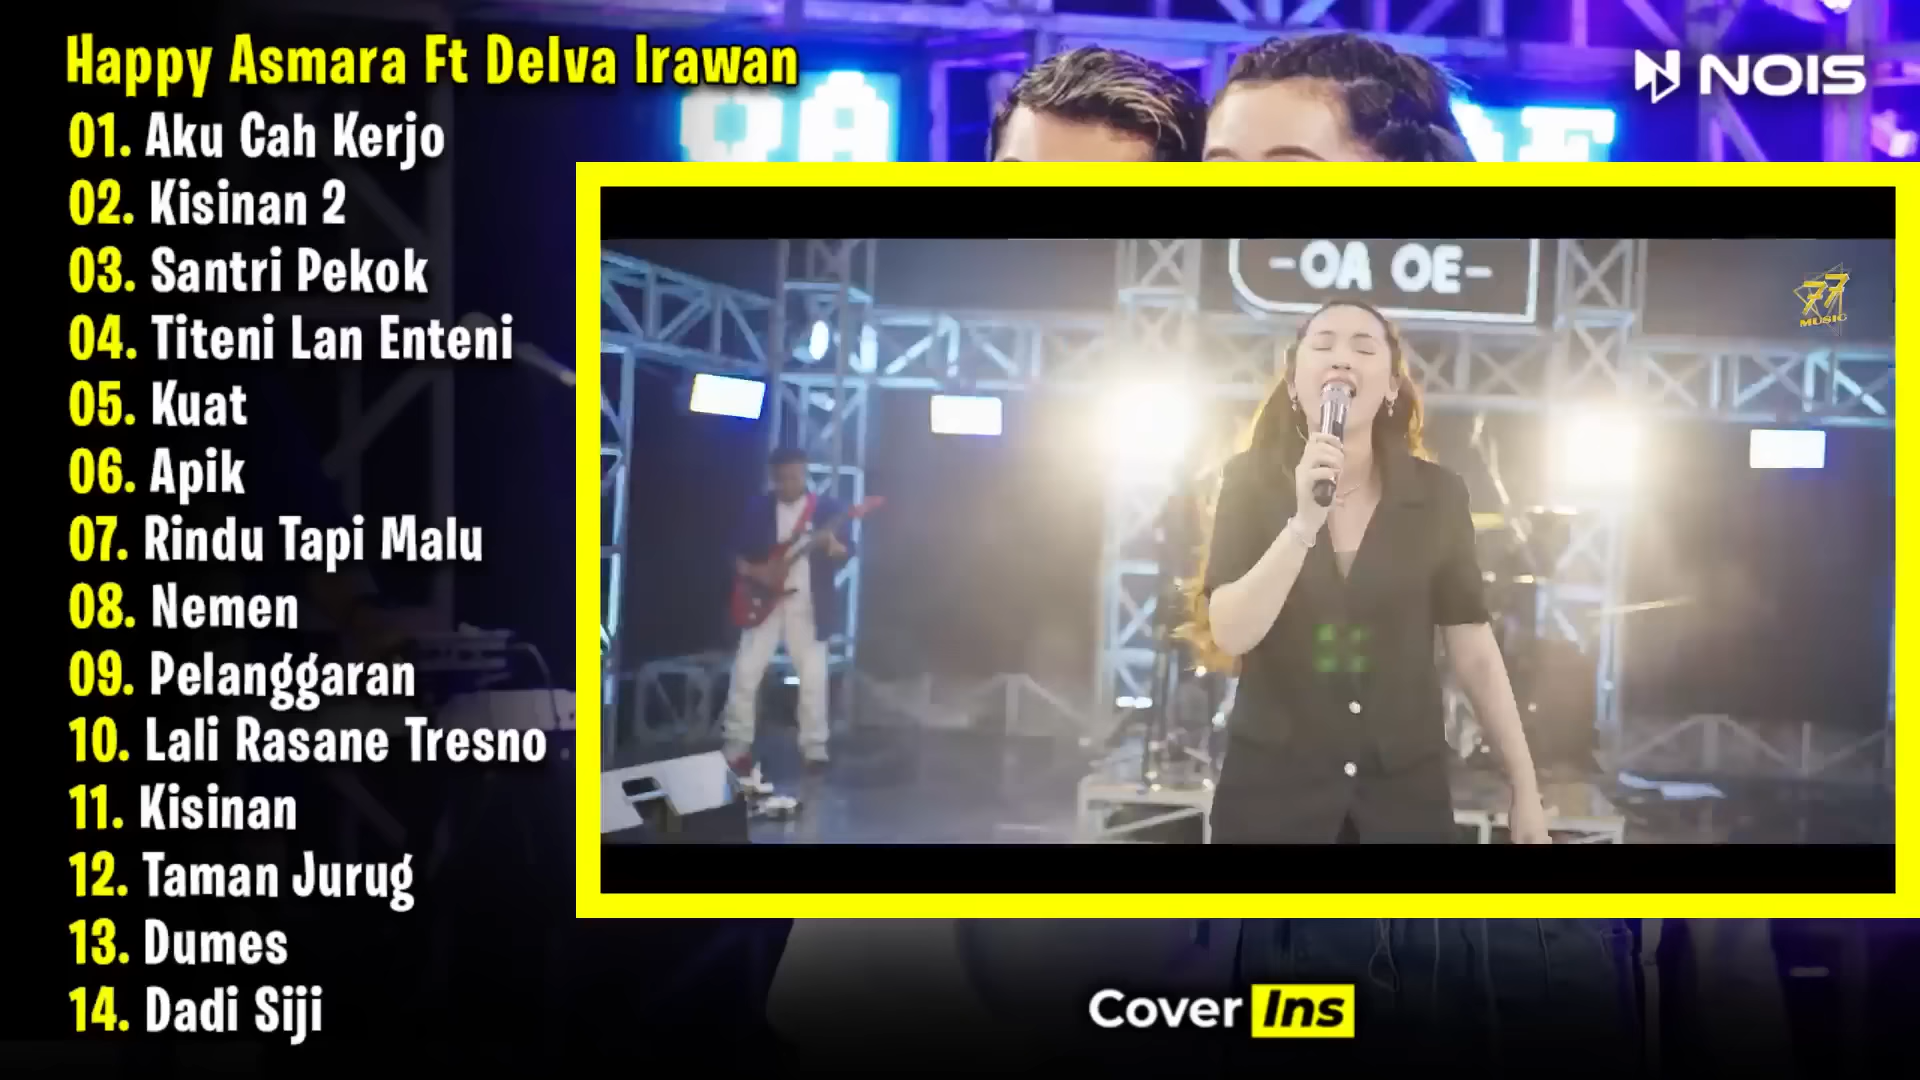 Happy Asmara Ft Delva Irawan
01. Aku Cah Kerjo
02. Kisinan 2
03. Santri Pekok
04. Titeni Lan Enteni
05. Kuat
06. Apik
07. Rindu Tapi Malu
08. Nemen
09. Pelanggaran
10. Lali Rasane Tresno
11. Kisinan
12. Taman Jurug
13. Dumes
14. Dadi Siji
NOIS
-OA OE-
77
MUSIC
Cover Ins